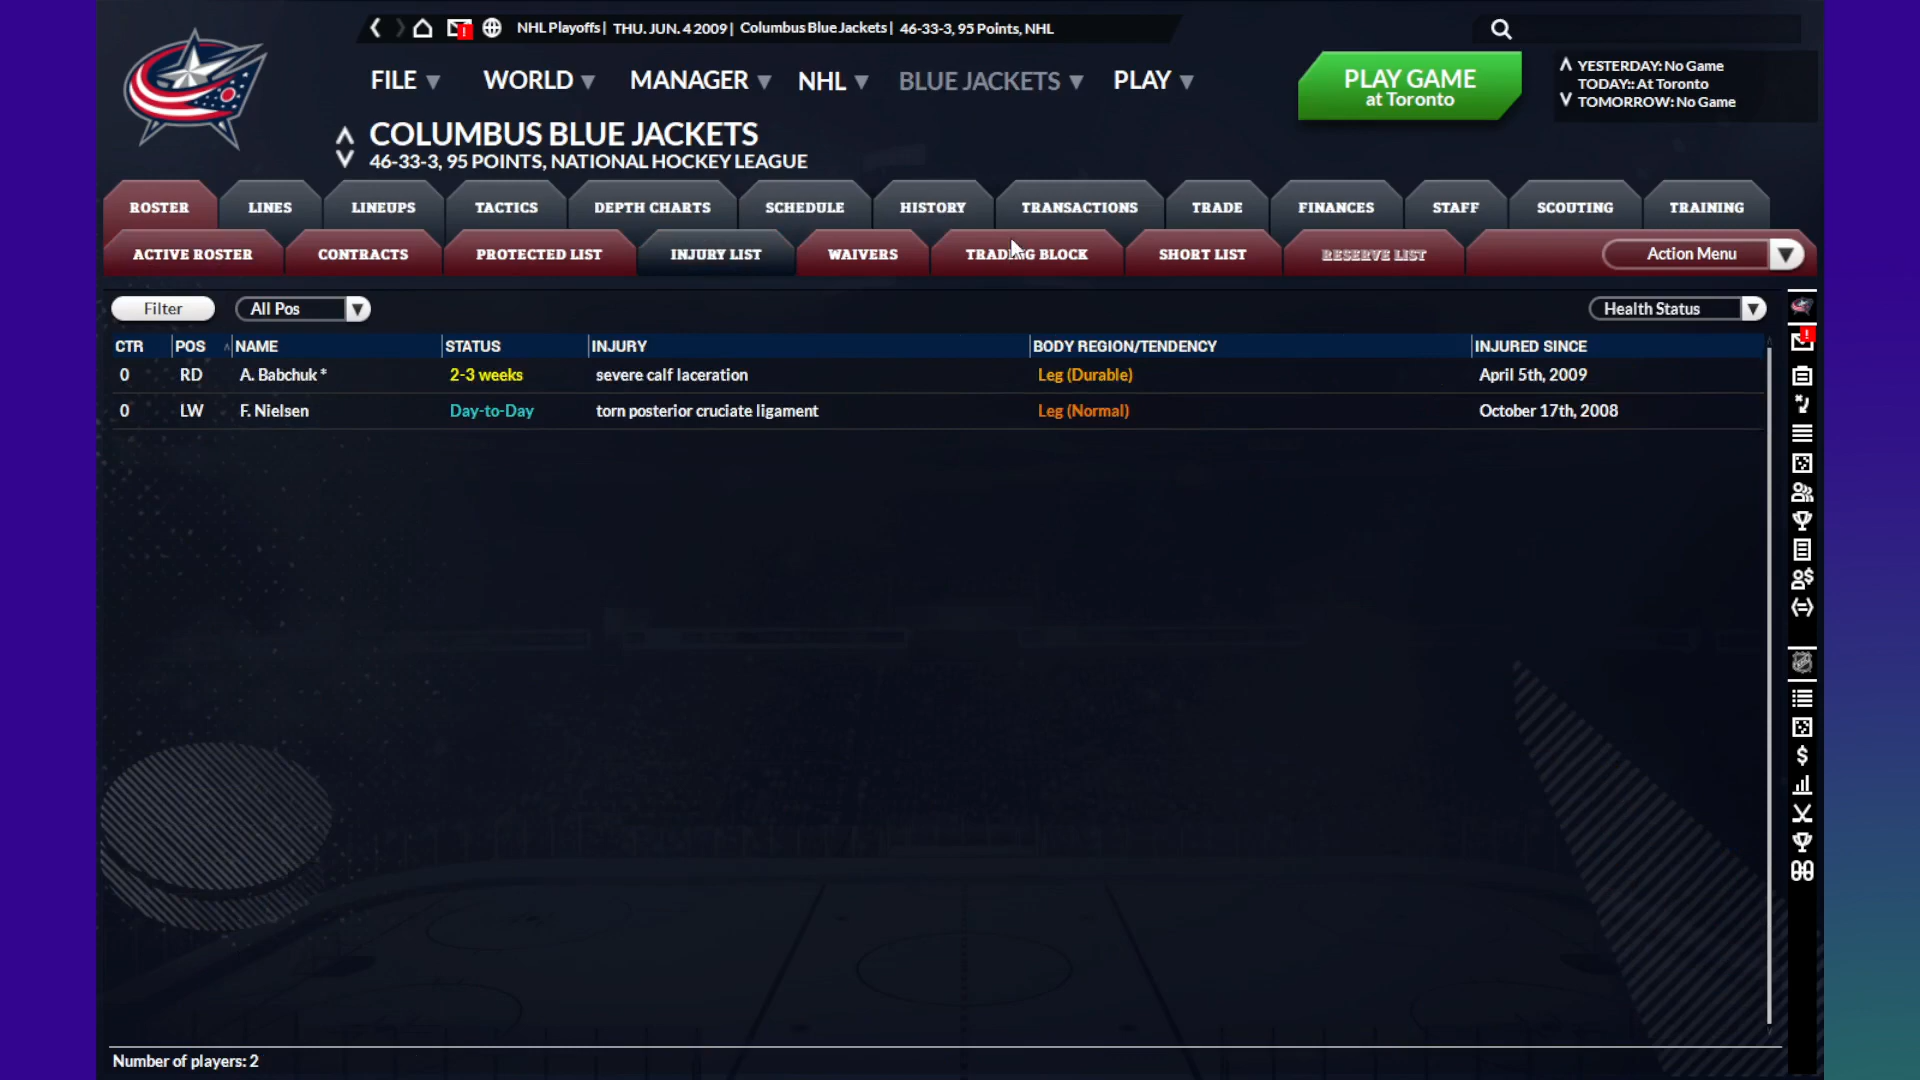 NHL Playoffs| THU. JUN. 4 2009| Columbus Blue Jackets| 46-33-3, 95 Points, NHL
FILE WORLD MANAGER NHL BLUE JACKETS PLAY
PLAY GAME
at Toronto
YESTERDAY: No Game
TODAY:: At Toronto
TOMORROW: No Game
COLUMBUS BLUE JACKETS
46-33-3, 95 POINTS, NATIONAL HOCKEY LEAGUE
ROSTER LINES LINEUPS TACTICS DEPTH CHARTS SCHEDULE HISTORY TRANSACTIONS TRADE FINANCES STAFF SCOUTING TRAINING
ACTIVE ROSTER CONTRACTS PROTECTED LIST INJURY LIST WAIVERS TRADING BLOCK SHORT LIST RESERVE LIST Action Menu
Filter All Pos Health Status
CTR POS NAME STATUS INJURY BODY REGION/TENDENCY INJURED SINCE
0 RD A. Babchuk * 2-3 weeks severe calf laceration Leg (Durable) April 5th, 2009
0 LW F. Nielsen Day-to-Day torn posterior cruciate ligament Leg (Normal) October 17th, 2008
Number of players: 2